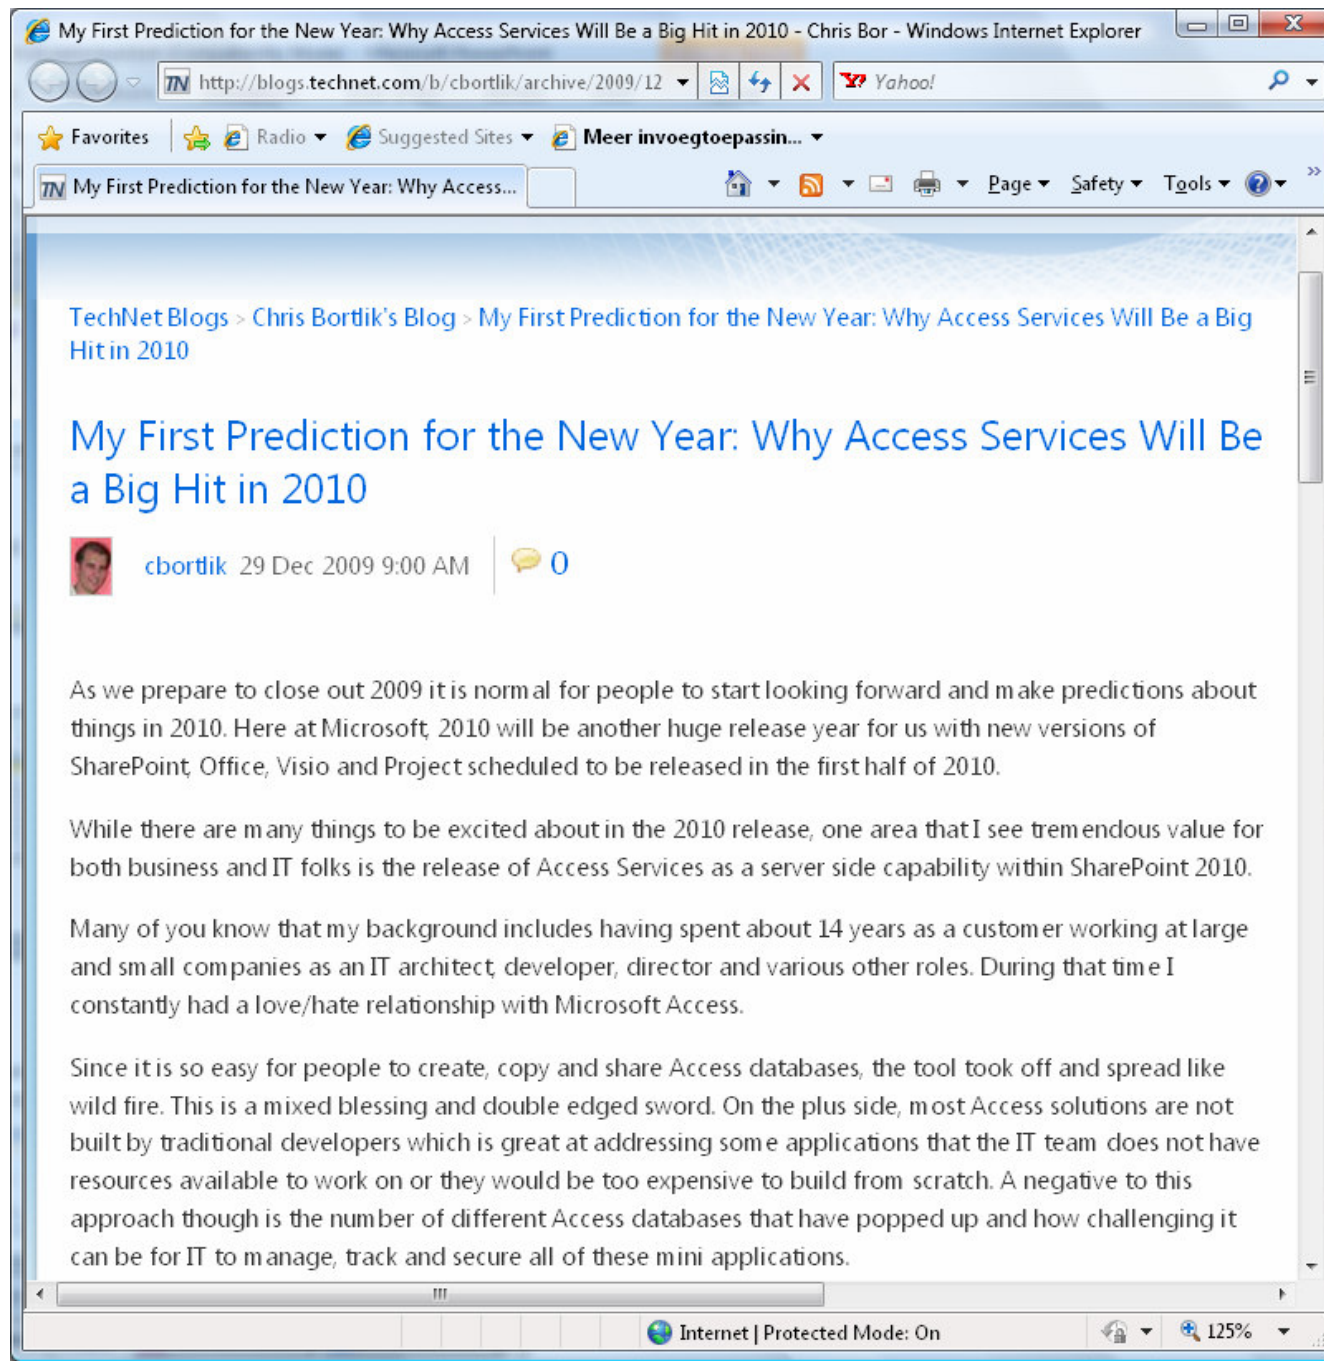 My First Prediction for the New Year: Why Access Services Will Be a Big Hit in 2010 - Chris Bor - Windows Internet Explorer
TN http://blogs.technet.com/b/cbortlik/archive/2009/12
Yahoo!
Favorites Radio Suggested Sites Meer invoegtoepassin...
TN My First Prediction for the New Year: Why Access... Page Safety Tools »
TechNet Blogs > Chris Bortlik's Blog > My First Prediction for the New Year: Why Access Services Will Be a Big
Hit in 2010
My First Prediction for the New Year: Why Access Services Will Be
a Big Hit in 2010
cbortlik 29 Dec 2009 9:00 AM 0
As we prepare to close out 2009 it is normal for people to start looking forward and make predictions about
things in 2010. Here at Microsoft, 2010 will be another huge release year for us with new versions of
SharePoint, Office, Visio and Project scheduled to be released in the first half of 2010.
While there are many things to be excited about in the 2010 release, one area that I see tremendous value for
both business and IT folks is the release of Access Services as a server side capability within SharePoint 2010.
Many of you know that my background includes having spent about 14 years as a customer working at large
and small companies as an IT architect, developer, director and various other roles. During that time I
constantly had a love/hate relationship with Microsoft Access.
Since it is so easy for people to create, copy and share Access databases, the tool took off and spread like
wild fire. This is a mixed blessing and double edged sword. On the plus side, most Access solutions are not
built by traditional developers which is great at addressing some applications that the IT team does not have
resources available to work on or they would be too expensive to build from scratch. A negative to this
approach though is the number of different Access databases that have popped up and how challenging it
can be for IT to manage, track and secure all of these mini applications.
Internet | Protected Mode: On 125%